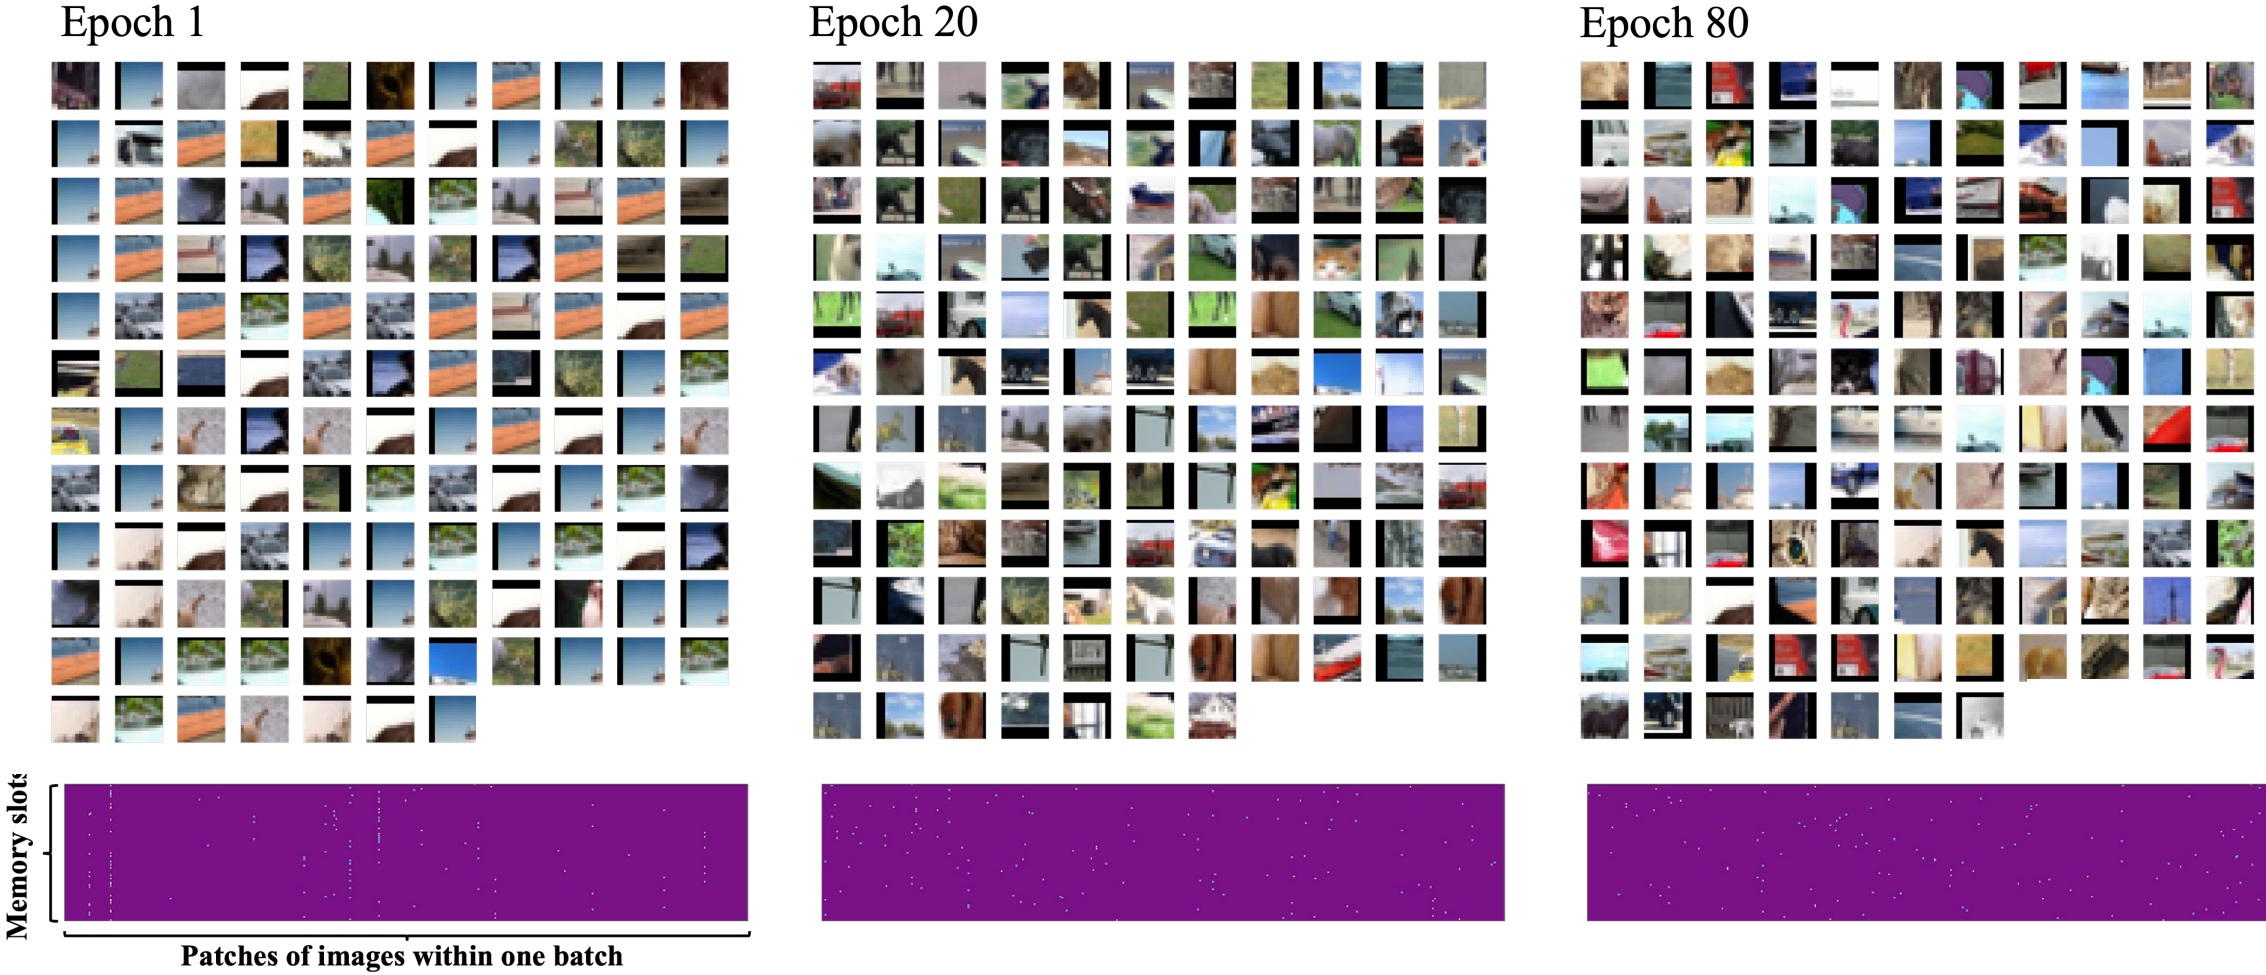 Epoch 1
Epoch 20
Epoch 80
Memory slots
Patches of images within one batch